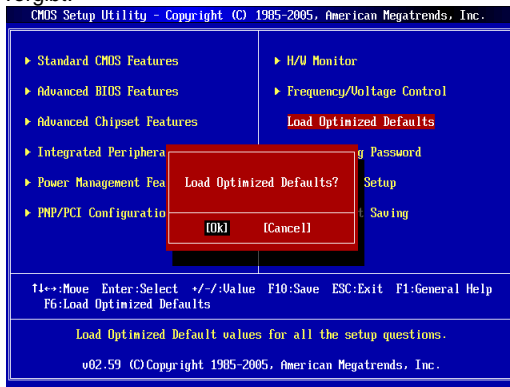 CMOS Setup Utility - Copyright (C) 1985-2005, American Megatrends, Inc.
▶ Standard CMOS Features
▶ Advanced BIOS Features
▶ Advanced Chipset Features
▶ Integrated Periphera
▶ Power Management Fea
▶ PNP/PCI Configuratio
▶ H/W Monitor
▶ Frequency/Voltage Control
Load Optimized Defaults
g Password
Setup
t Saving
Load Optimized Defaults?
[Ok] [Cancel]
↑↓↔:Move Enter:Select +/-/:Value F10:Save ESC:Exit F1:General Help
F6:Load Optimized Defaults
Load Optimized Default values for all the setup questions.
v02.59 (C)Copyright 1985-2005, American Megatrends, Inc.